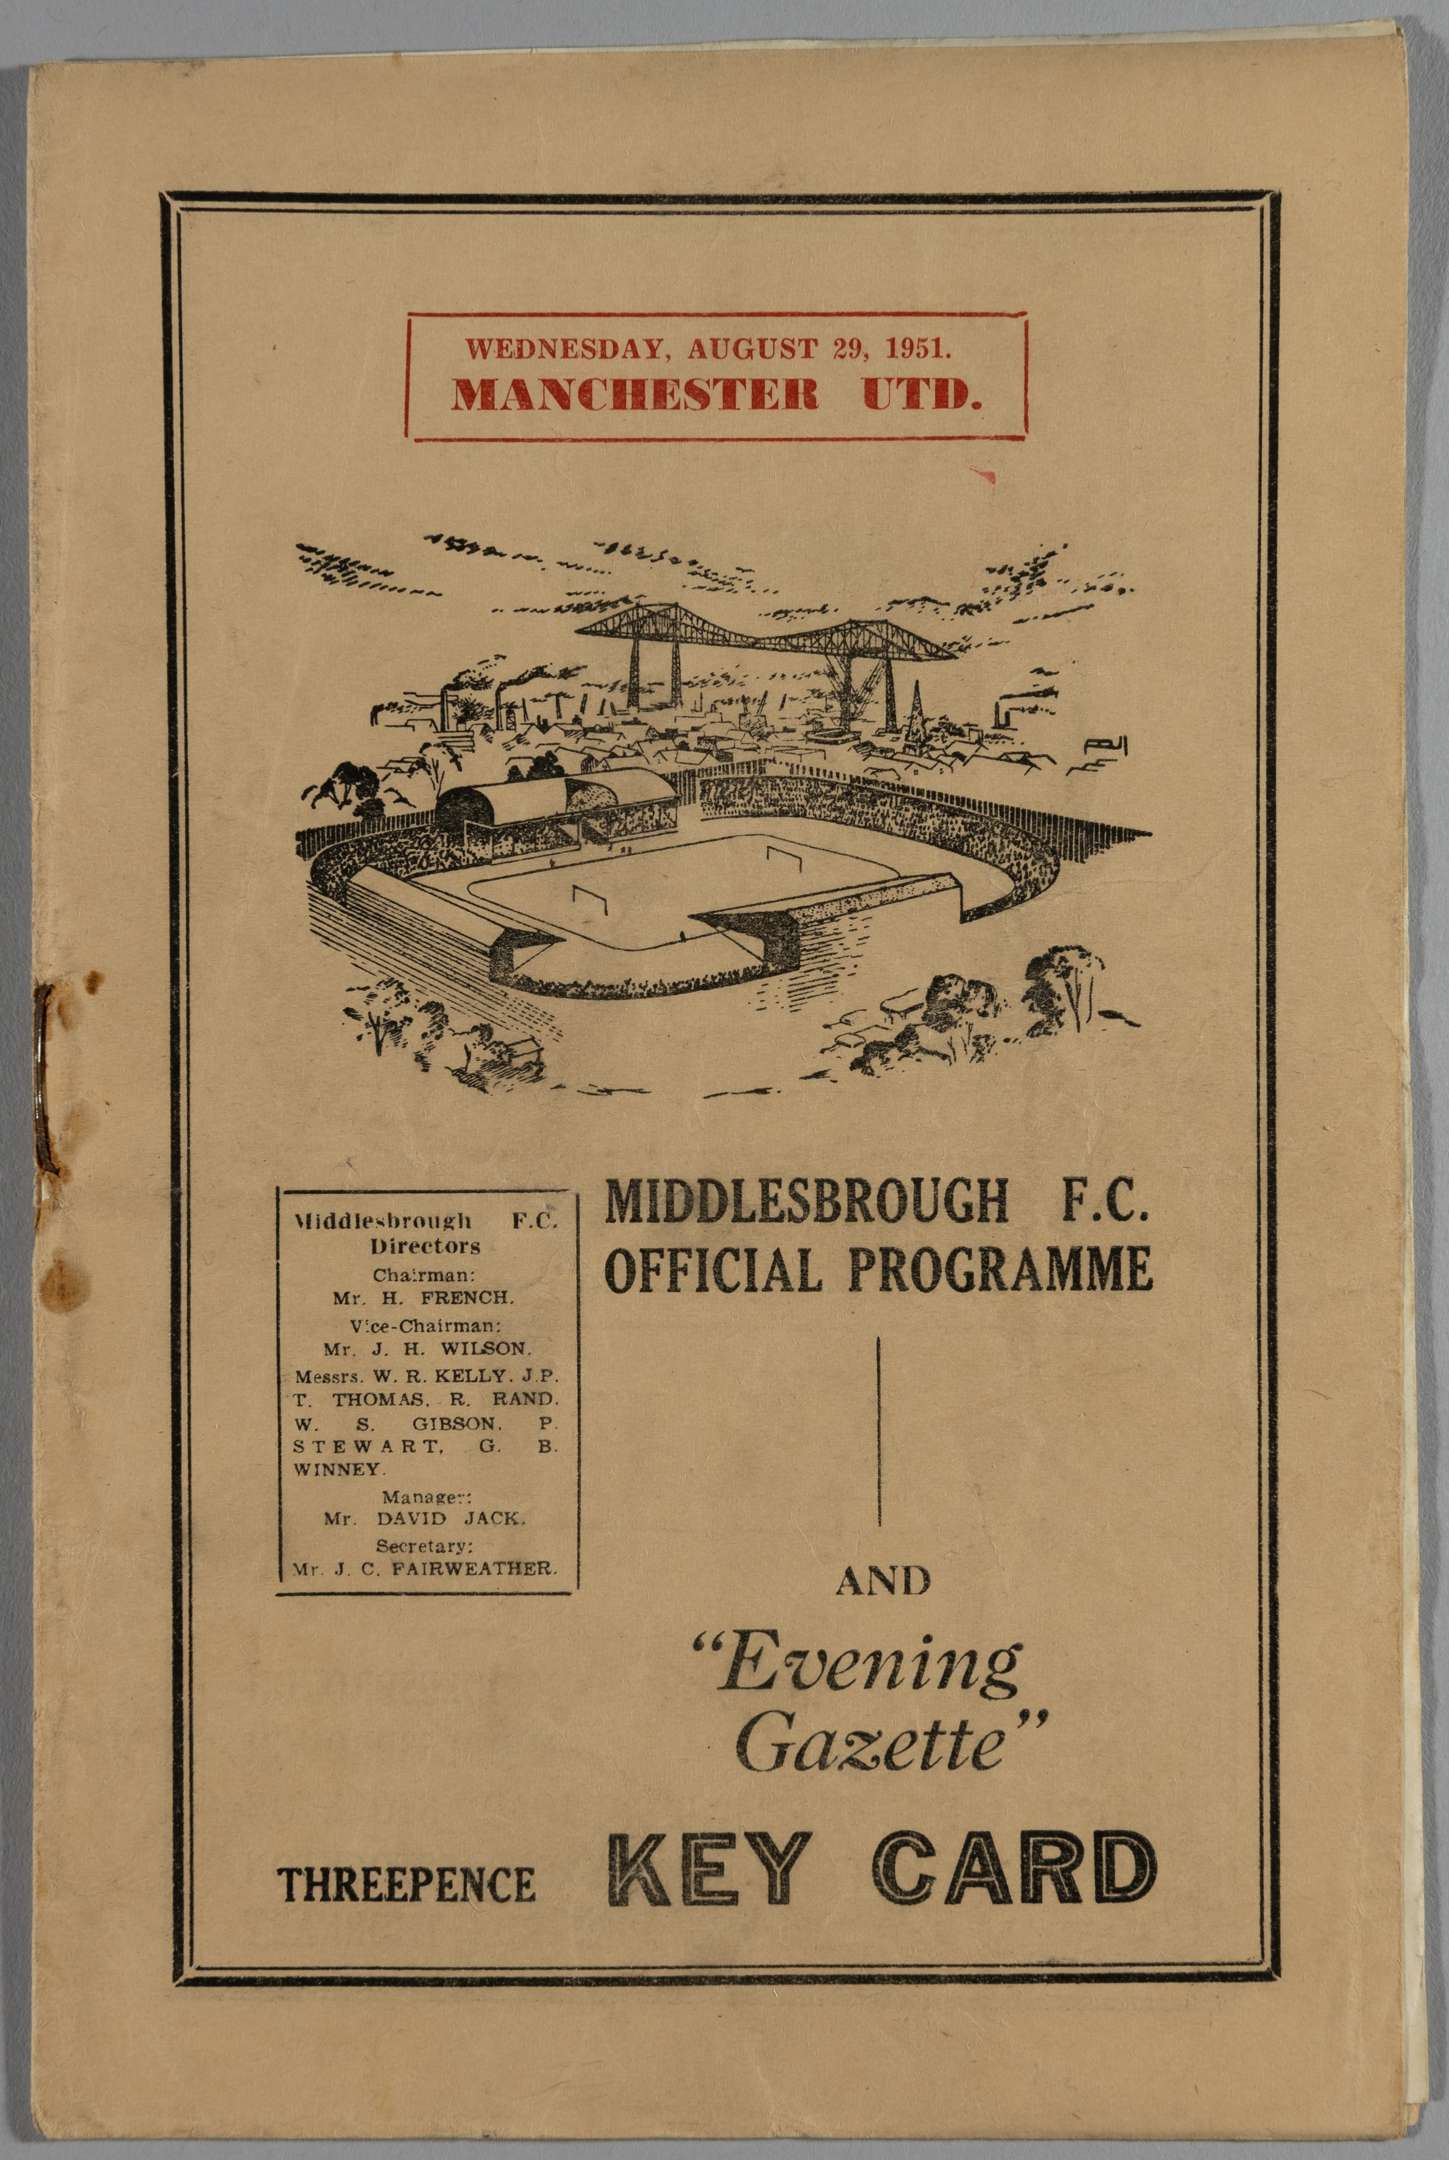 WEDNESDAY, AUGUST 29, 1951.
MANCHESTER UTD.
Middlesbrough F.C.
Directors
Chairman:
Mr. H. FRENCH.
Vice-Chairman:
Mr. J. H. WILSON.
Messrs. W. R. KELLY, J.P.
T. THOMAS, R. RAND,
W. S. GIBSON, P.
STEWART, G. B.
WINNEY.
Manager:
Mr. DAVID JACK.
Secretary:
Mr. J. C. FAIRWEATHER.
MIDDLESBROUGH F.C.
OFFICIAL PROGRAMME
AND
"Evening
Gazette"
THREEPENCE KEY CARD